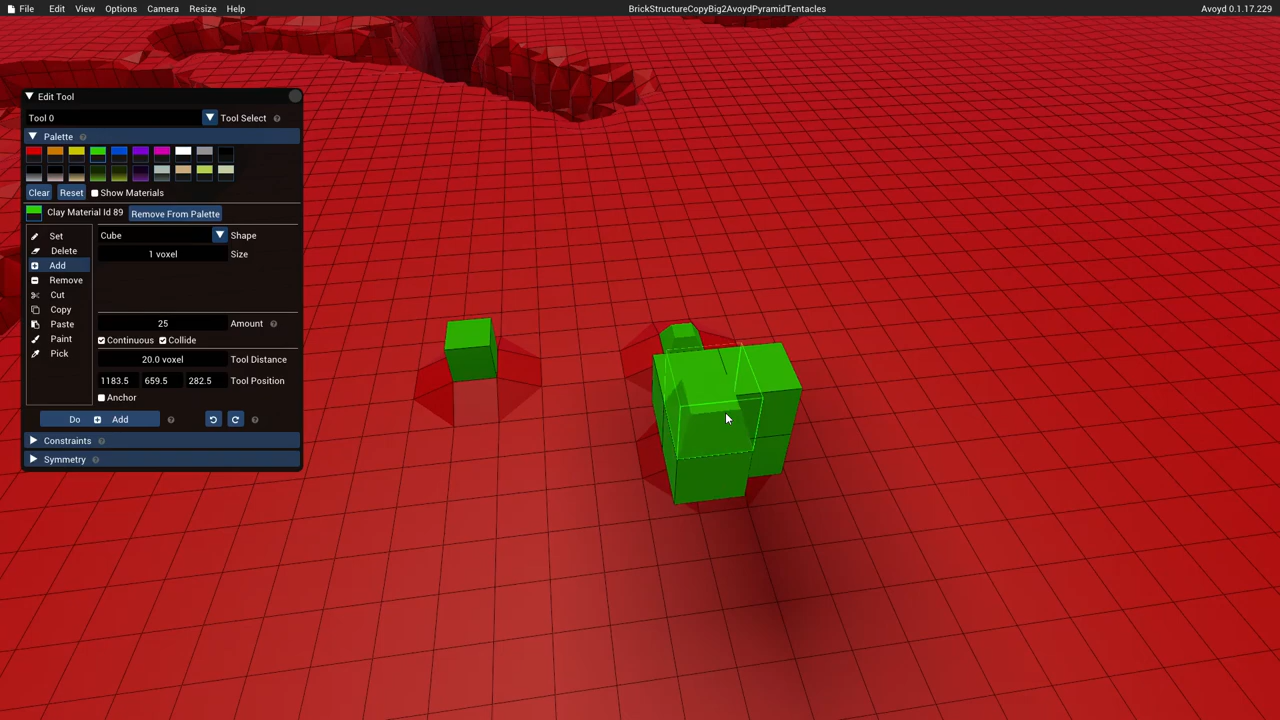 File Edit View Options Camera Resize Help BrickStructureCopyBig2AvoydPyramidTentacles Avoyd 0.1.17.229
Edit Tool
Tool 0 Tool Select ?
Palette ?
Clear Reset Show Materials
Clay Material Id 89 Remove From Palette
Set Cube Shape
Delete 1 voxel Size
Add
Remove
Cut
Copy
Paste 25 Amount ?
Paint Continuous Collide
Pick 20.0 voxel Tool Distance
1183.5 659.5 282.5 Tool Position
Anchor
Do Add ? ?
Constraints ?
Symmetry ?